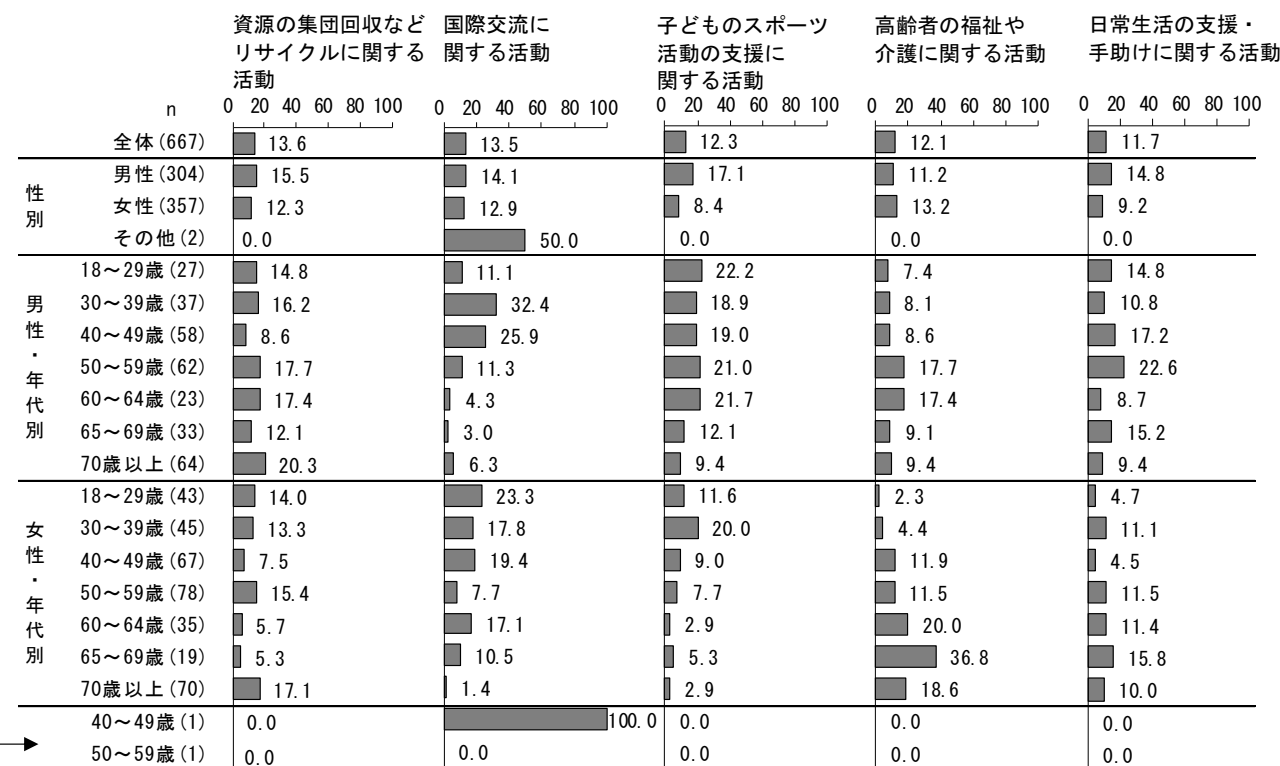 資源の集団回収など 国際交流に 子どものスポーツ 高齢者の福祉や 日常生活の支援・
リサイクルに関する 関する活動 活動の支援に 介護に関する活動 手助けに関する活動
活動 関する活動
n 0 20 40 60 80 100 0 20 40 60 80 100 0 20 40 60 80 100 0 20 40 60 80 100 0 20 40 60 80 100
全体(667) 13.6 13.5 12.3 12.1 11.7
性別
男性(304) 15.5 14.1 17.1 11.2 14.8
女性(357) 12.3 12.9 8.4 13.2 9.2
その他(2) 0.0 50.0 0.0 0.0 0.0
男性・年代別
18～29歳(27) 14.8 11.1 22.2 7.4 14.8
30～39歳(37) 16.2 32.4 18.9 8.1 10.8
40～49歳(58) 8.6 25.9 19.0 8.6 17.2
50～59歳(62) 17.7 11.3 21.0 17.7 22.6
60～64歳(23) 17.4 4.3 21.7 17.4 8.7
65～69歳(33) 12.1 3.0 12.1 9.1 15.2
70歳以上(64) 20.3 6.3 9.4 9.4 9.4
女性・年代別
18～29歳(43) 14.0 23.3 11.6 2.3 4.7
30～39歳(45) 13.3 17.8 20.0 4.4 11.1
40～49歳(67) 7.5 19.4 9.0 11.9 4.5
50～59歳(78) 15.4 7.7 7.7 11.5 11.5
60～64歳(35) 5.7 17.1 2.9 20.0 11.4
65～69歳(19) 5.3 10.5 5.3 36.8 15.8
70歳以上(70) 17.1 1.4 2.9 18.6 10.0
40～49歳(1) 0.0 100.0 0.0 0.0 0.0
50～59歳(1) 0.0 0.0 0.0 0.0 0.0